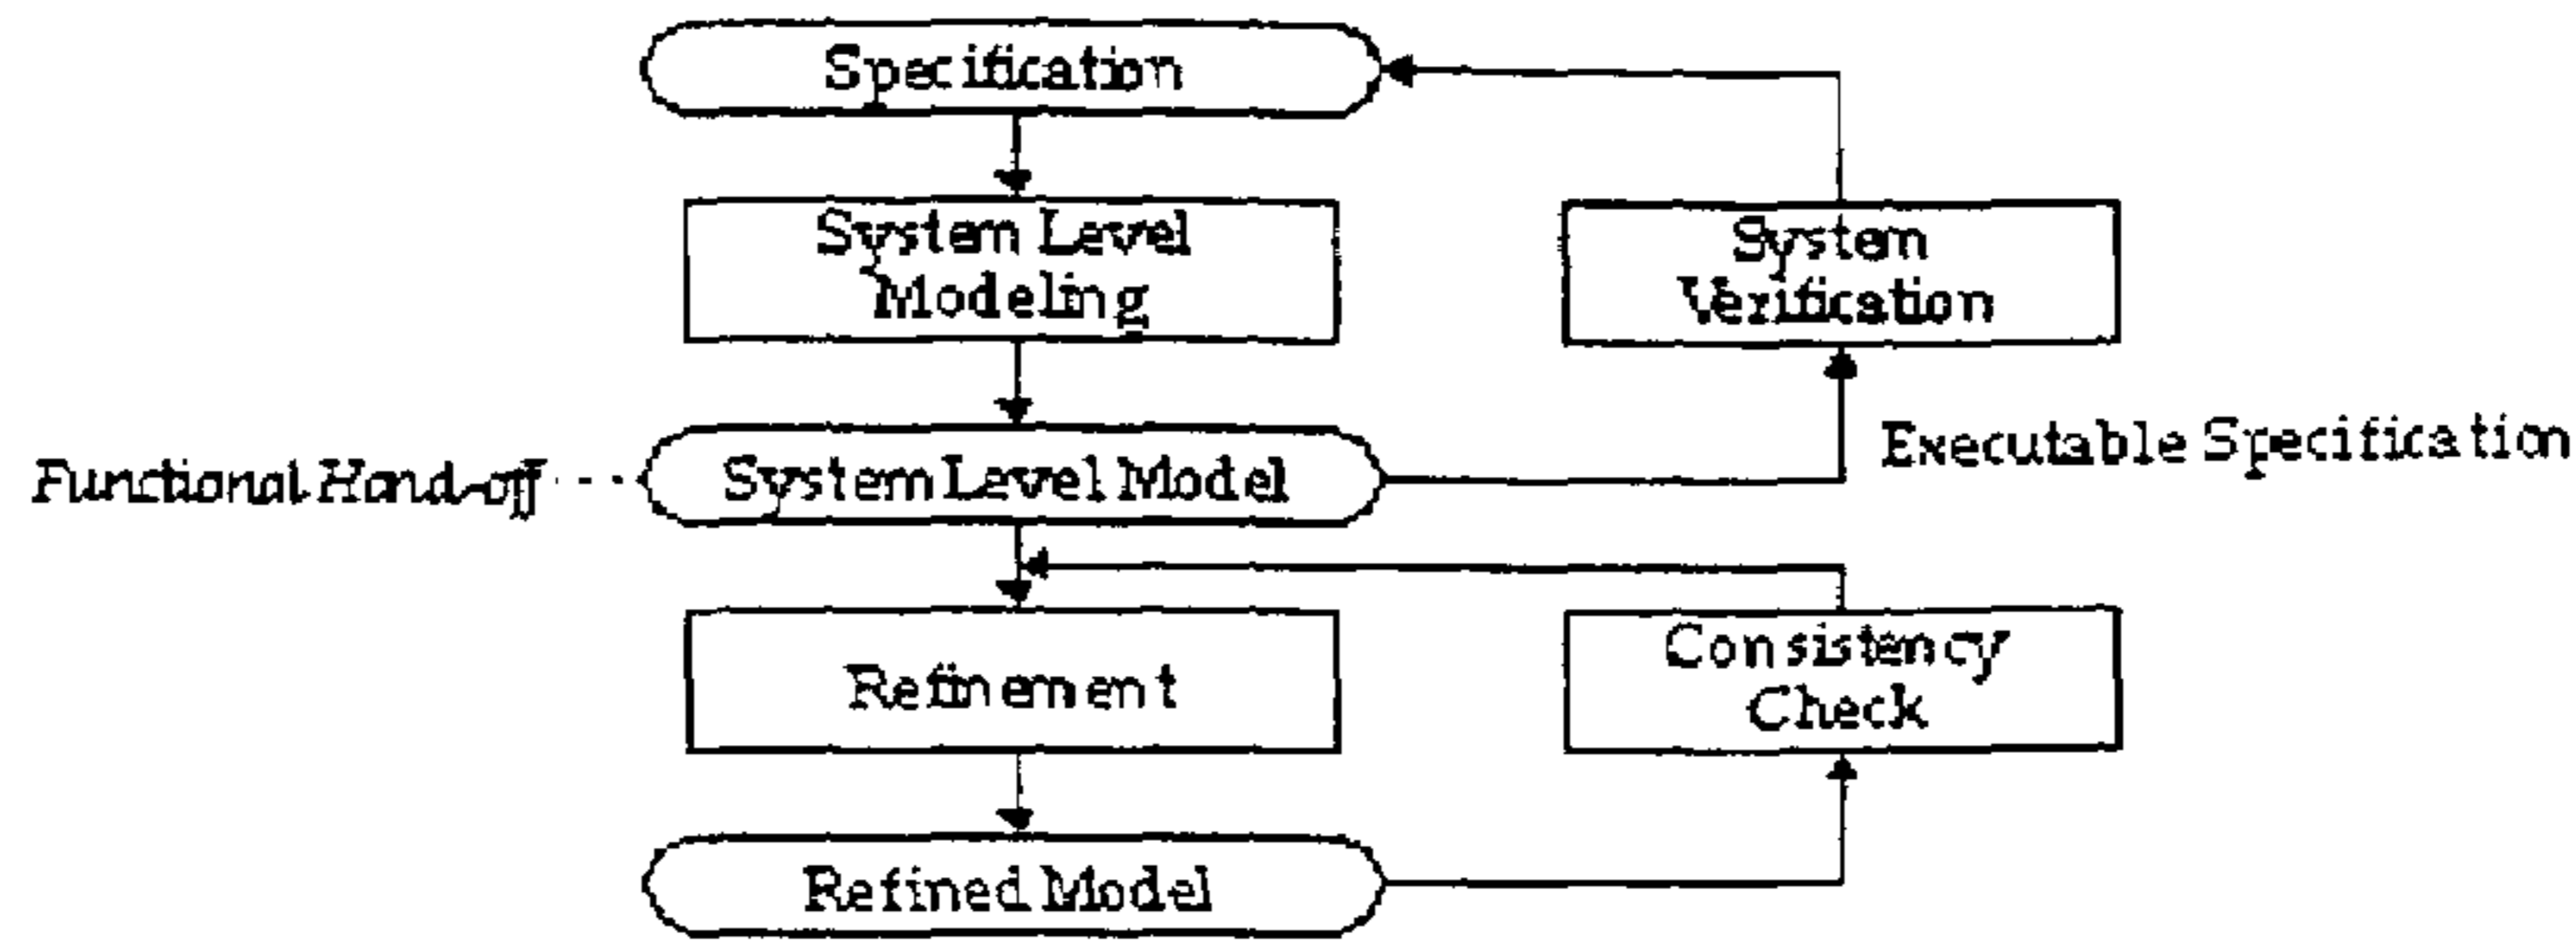 Specification
System Level
Modeling
System
Verification
Functional Hand-off
System Level Model
Executable Specification
Refinement
Consistency
Check
Refined Model